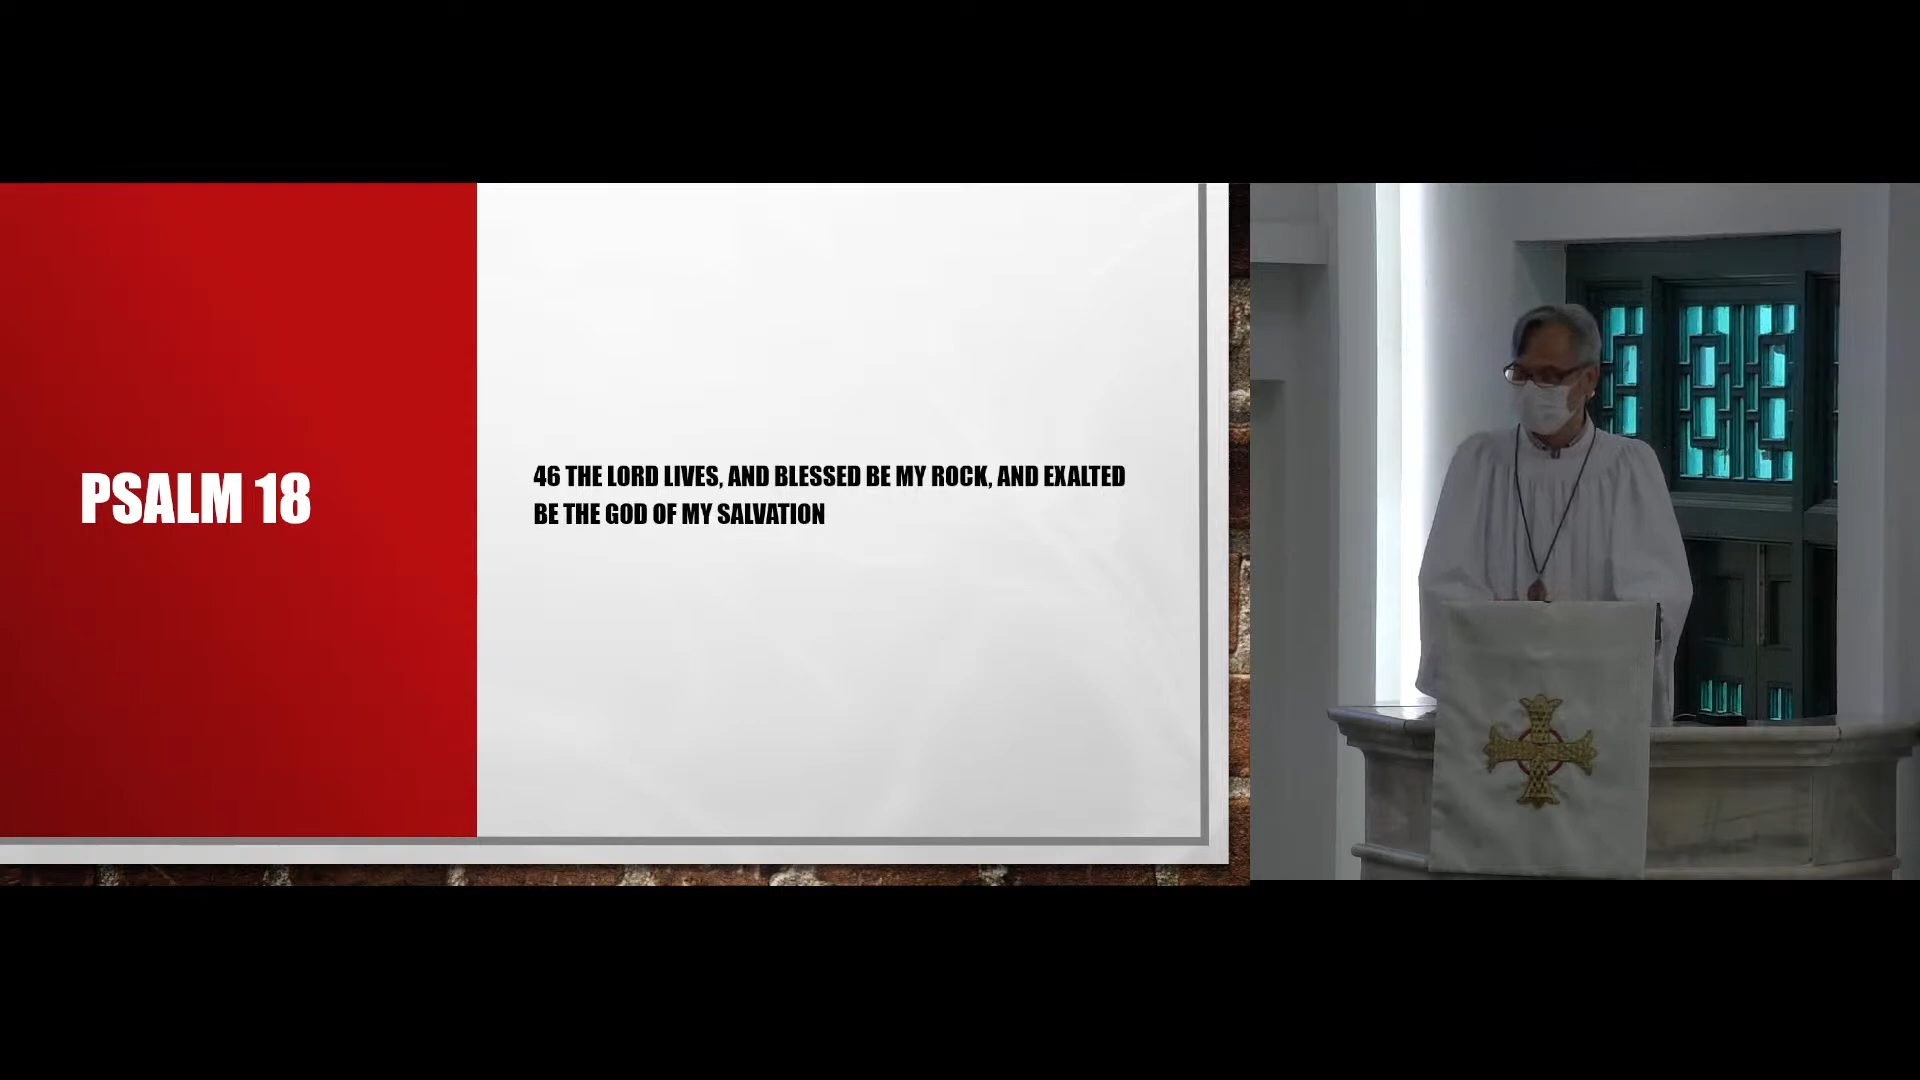 PSALM 18
46 THE LORD LIVES, AND BLESSED BE MY ROCK, AND EXALTED
BE THE GOD OF MY SALVATION